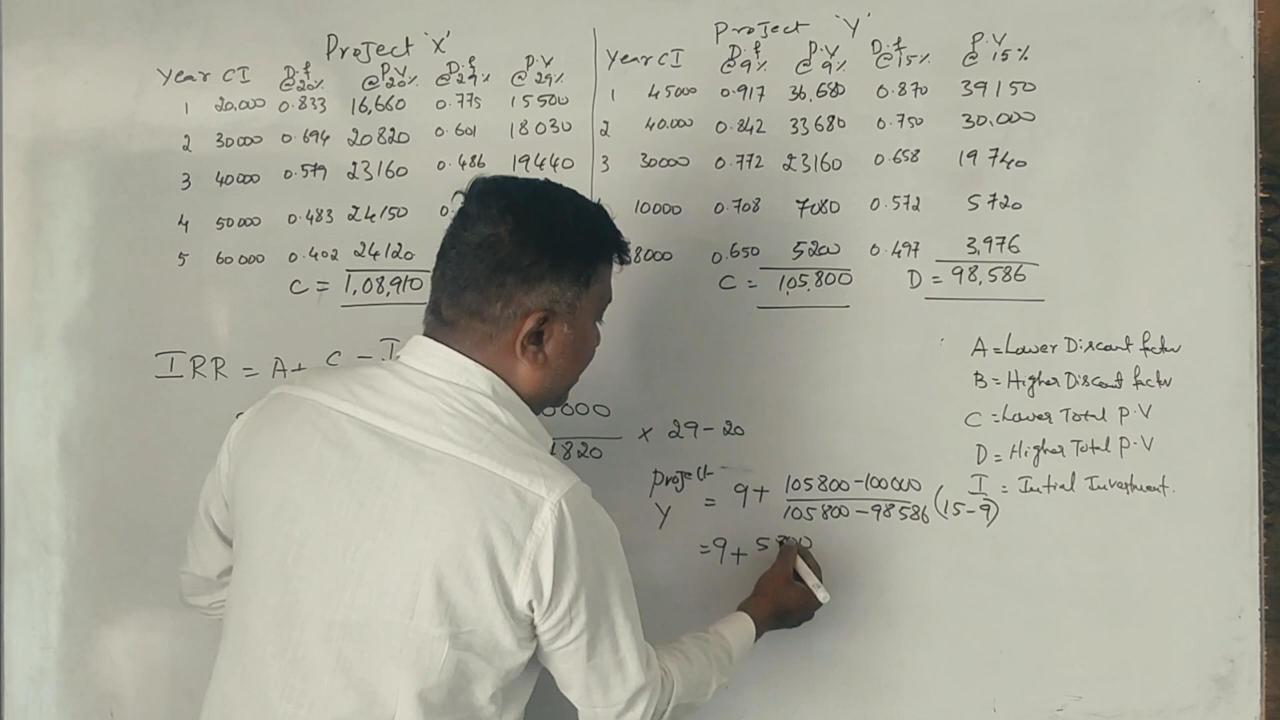 Project 'X'
Year CI D.f @20% P.V @20% D.f @29% P.V @29%
1 20,000 0.833 16,660 0.775 15500
2 30000 0.694 20820 0.601 18030
3 40000 0.579 23160 0.486 19440
4 50000 0.483 24150 0.
5 60000 0.402 24120
C = 1,08,910
Project 'Y'
Year CI D.f @9% P.V @9% D.f @15% P.V @15%
1 45000 0.917 36,680 0.870 39150
2 40.000 0.842 33680 0.750 30,000
3 30000 0.772 23160 0.658 19740
10000 0.708 7080 0.572 5720
8000 0.650 5200 0.497 3,976
C = 1,05,800 D = 98,586
IRR = A+ C - I
0000
1820 × 29-20
A = Lower Discount factor
B = Higher Discount factor
C = Lower Total P.V
D = Higher Total P.V
I = Initial Investment.
Project Y = 9+ 105800-100000
105800-98586 (15-9)
=9+ 5800